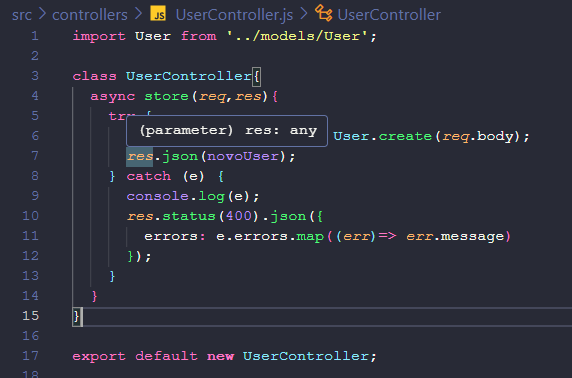 src > controllers > JS UserController.js > UserController
1 import User from '../models/User';
2
3 class UserController{
4 async store(req,res){
5 try {
(parameter) res: any
6 User.create(req.body);
7 res.json(novoUser);
8 } catch (e) {
9 console.log(e);
10 res.status(400).json({
11 errors: e.errors.map((err)=> err.message)
12 });
13 }
14 }
15 }
16
17 export default new UserController;
18